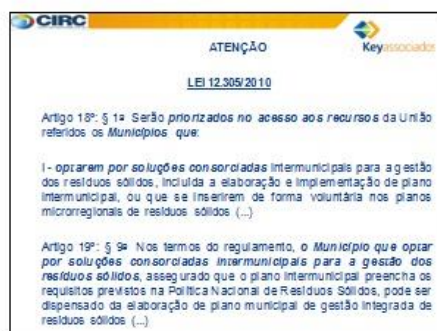 CIRC
Keyassociados
ATENÇÃO
LEI 12.305/2010
Artigo 18º: § 1º Serão priorizados no acesso aos recursos da União
referidos os Municípios que:
I - optarem por soluções consorciadas intermunicipais para a gestão
dos resíduos sólidos, incluída a elaboração e implementação de plano
intermunicipal, ou que se inserirem de forma voluntária nos planos
microrregionais de resíduos sólidos (...)
Artigo 19º: § 9º Nos termos do regulamento, o Município que optar
por soluções consorciadas intermunicipais para a gestão dos
resíduos sólidos, assegurado que o plano intermunicipal preencha os
requisitos previstos na Política Nacional de Resíduos Sólidos, pode ser
dispensado da elaboração de plano municipal de gestão integrada de
resíduos sólidos (...)